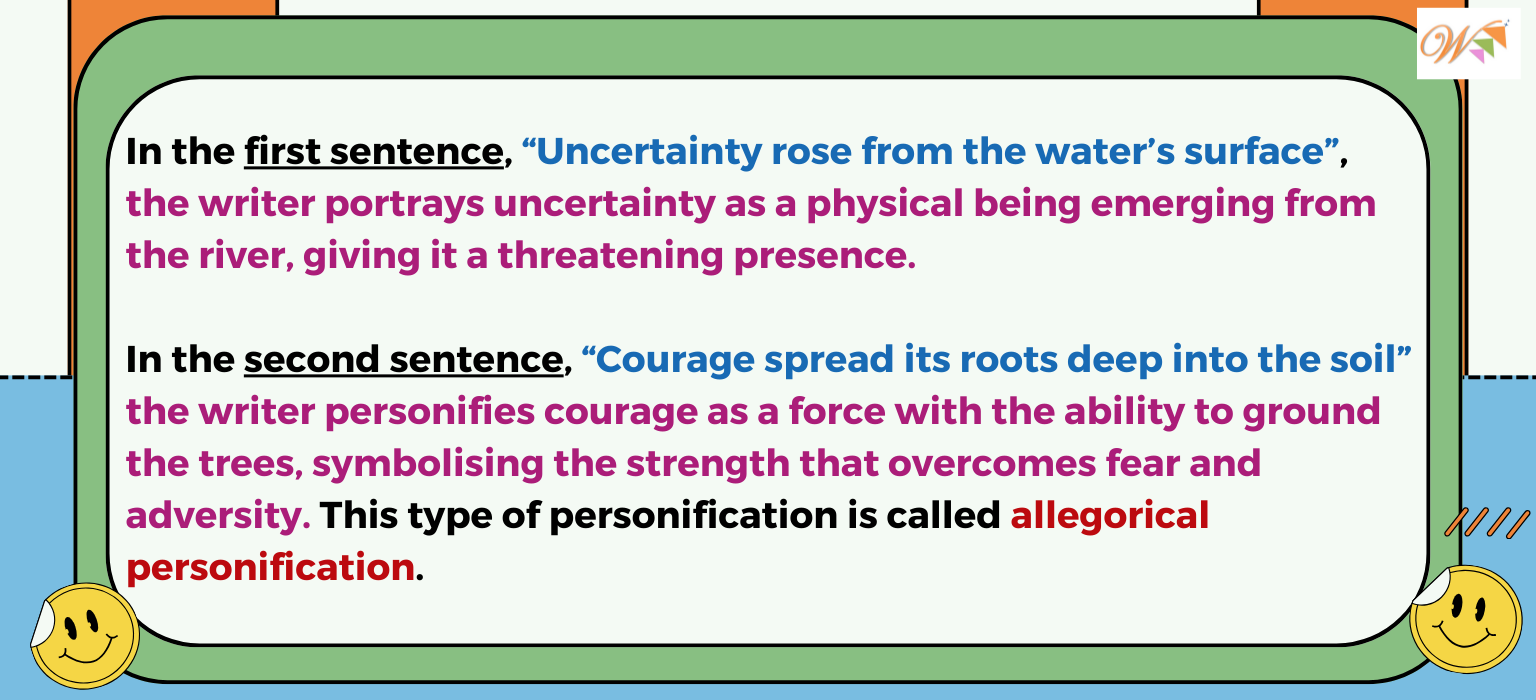 W
In the first sentence, “Uncertainty rose from the water’s surface”,
the writer portrays uncertainty as a physical being emerging from
the river, giving it a threatening presence.
In the second sentence, “Courage spread its roots deep into the soil”
the writer personifies courage as a force with the ability to ground
the trees, symbolising the strength that overcomes fear and
adversity. This type of personification is called allegorical
personification.